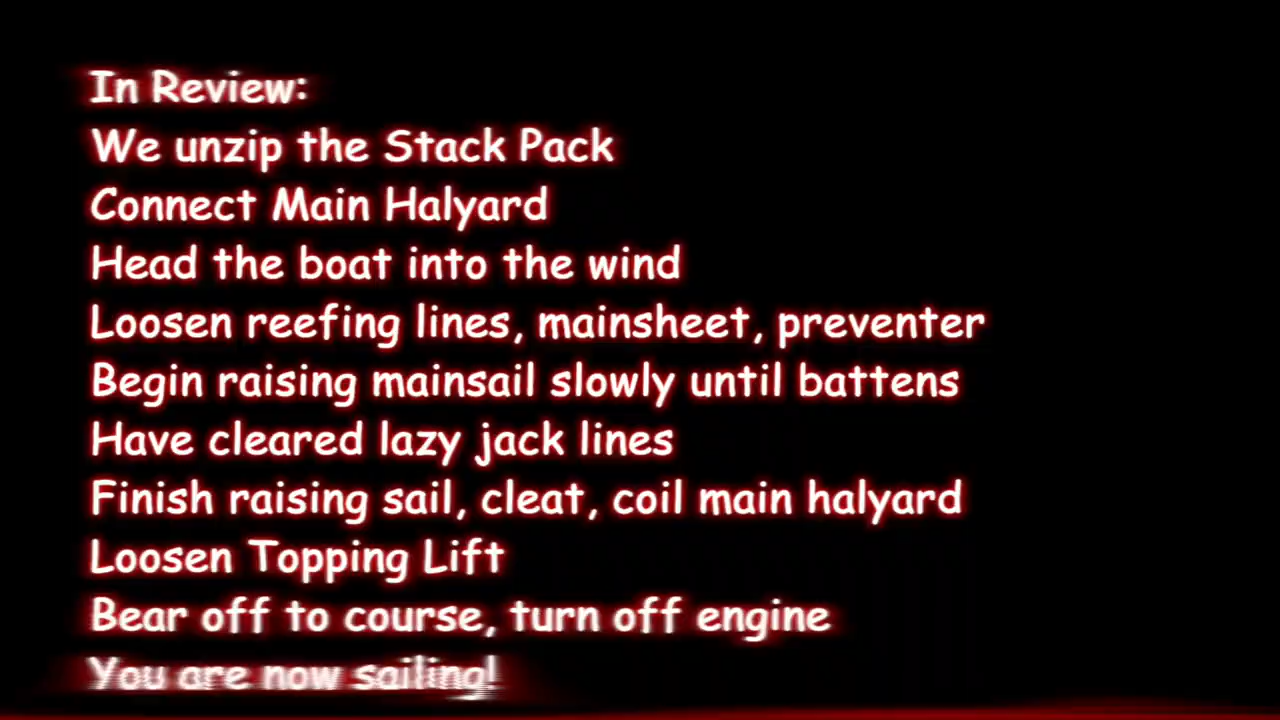 In Review:
We unzip the Stack Pack
Connect Main Halyard
Head the boat into the wind
Loosen reefing lines, mainsheet, preventer
Begin raising mainsail slowly until battens
Have cleared lazy jack lines
Finish raising sail, cleat, coil main halyard
Loosen Topping Lift
Bear off to course, turn off engine
You are now sailing!